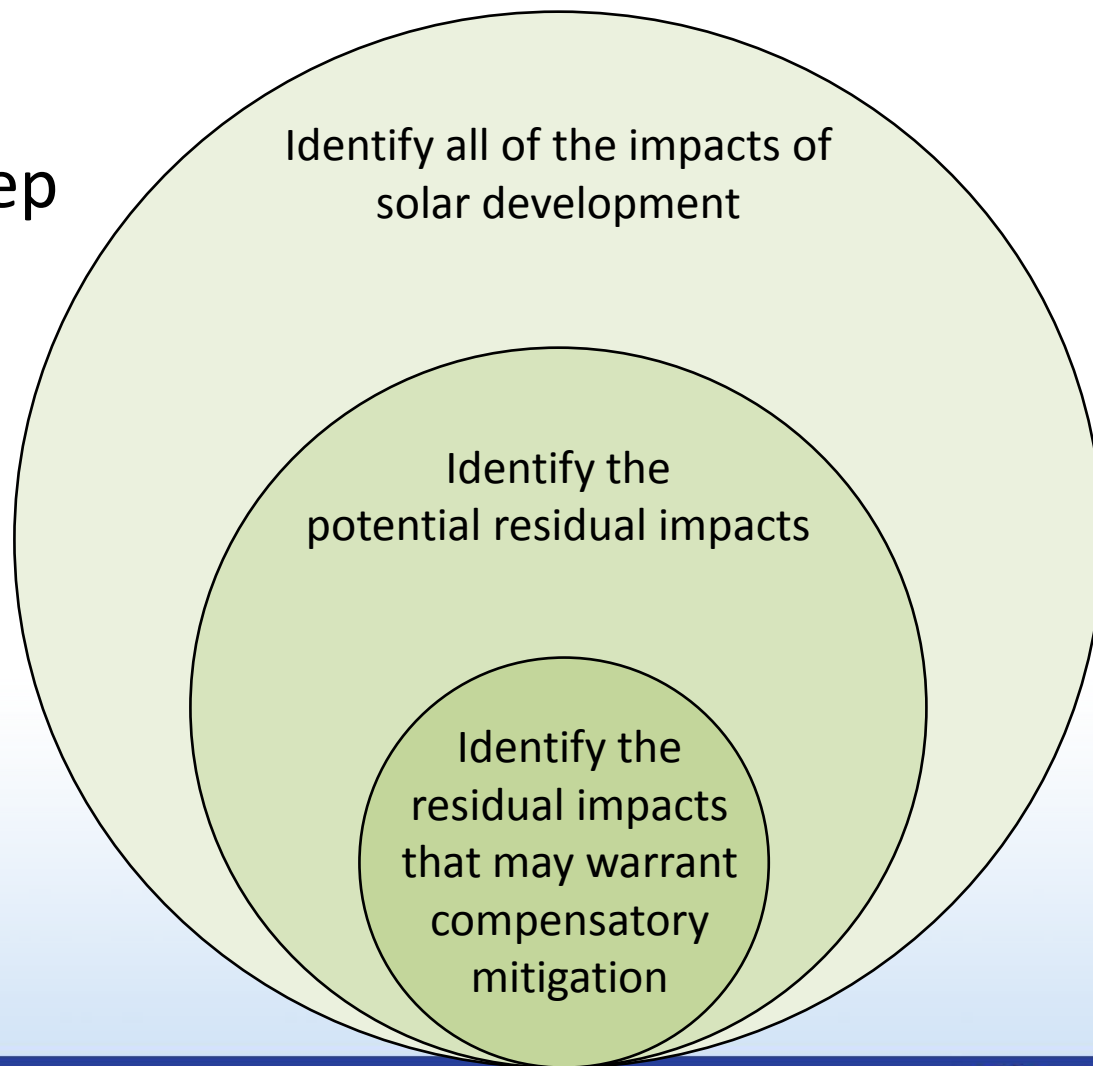 ep
Identify all of the impacts of
solar development
Identify the
potential residual impacts
Identify the
residual impacts
that may warrant
compensatory
mitigation